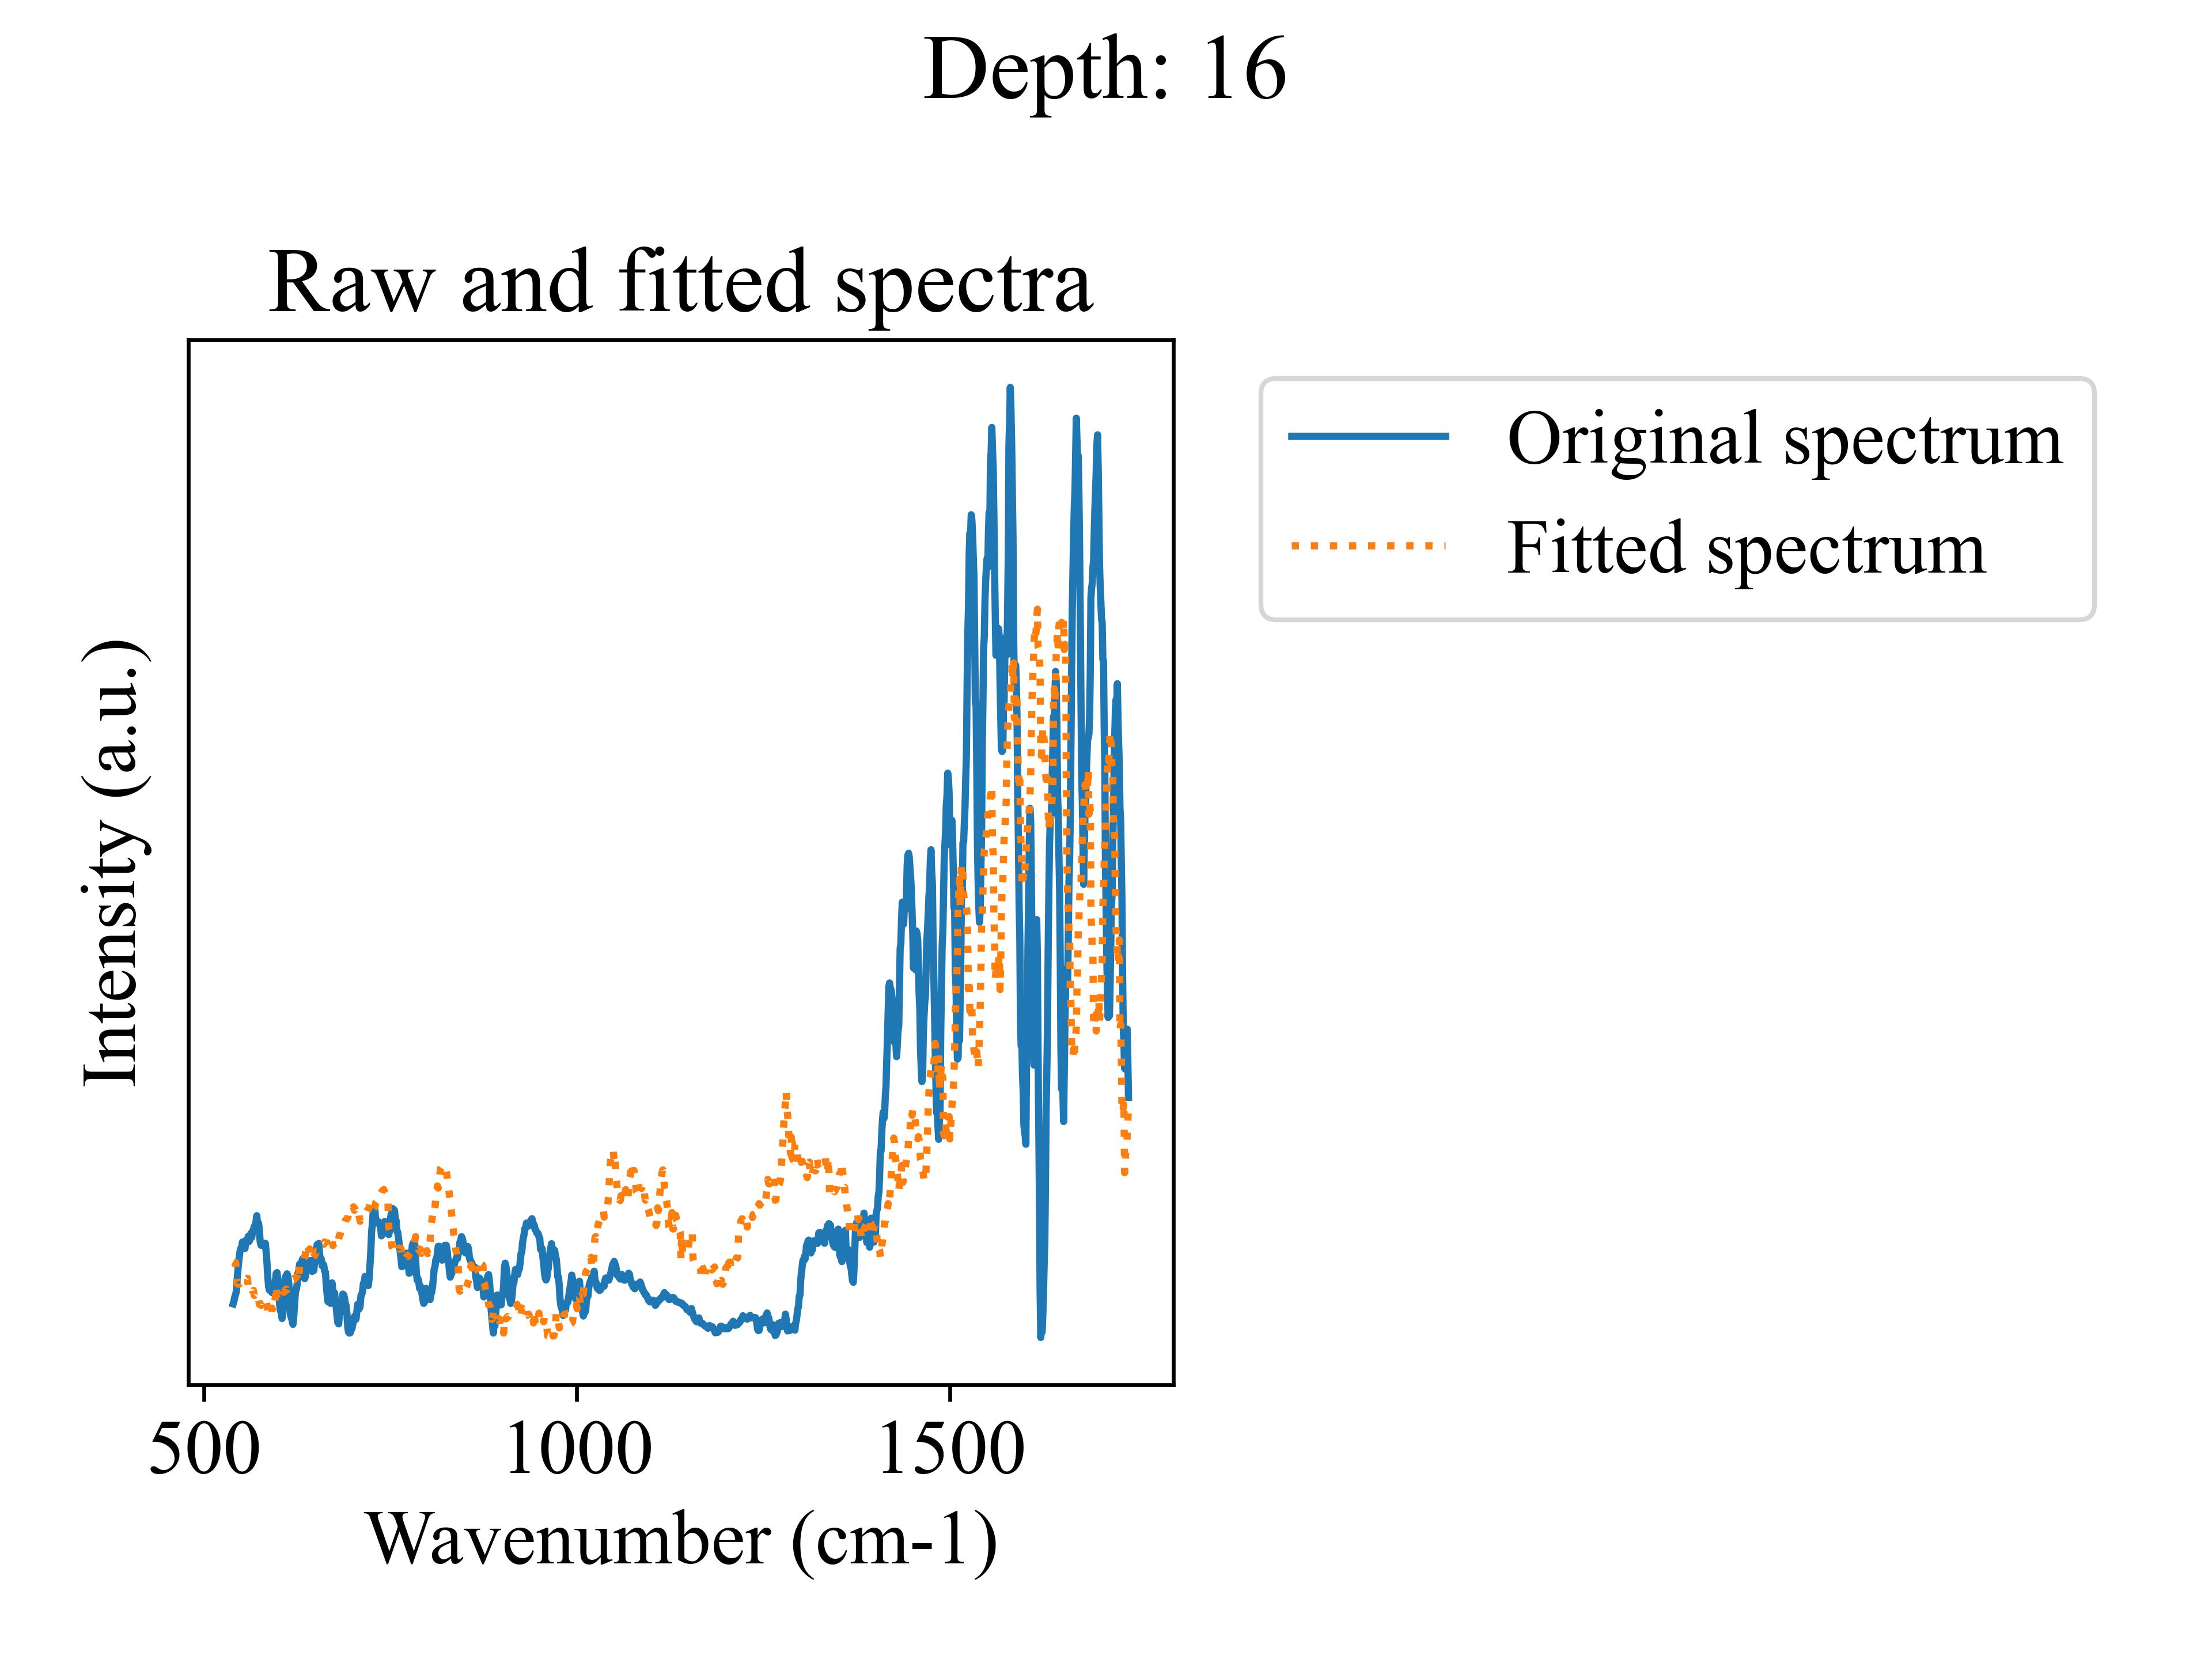 Depth: 16
Raw and fitted spectra
Original spectrum
Fitted spectrum
Intensity (a.u.)
500 1000 1500
Wavenumber (cm-1)